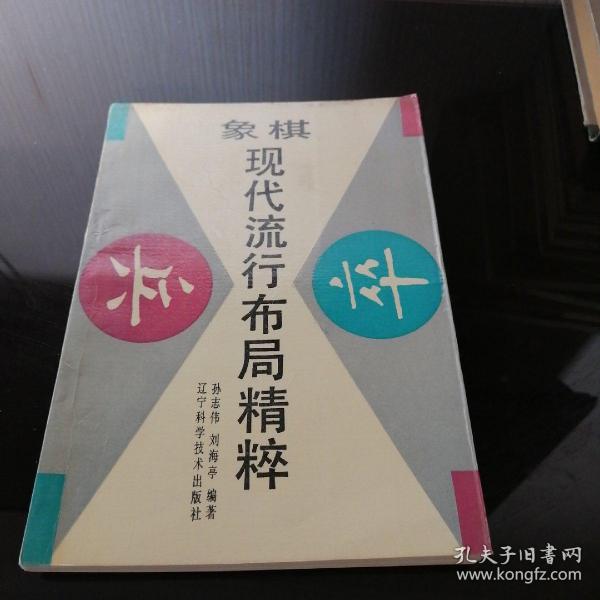 象棋
现代流行布局精粹
兵
卒
孙志伟 刘海亭 编著
辽宁科学技术出版社
孔夫子旧书网
www.kongfz.com